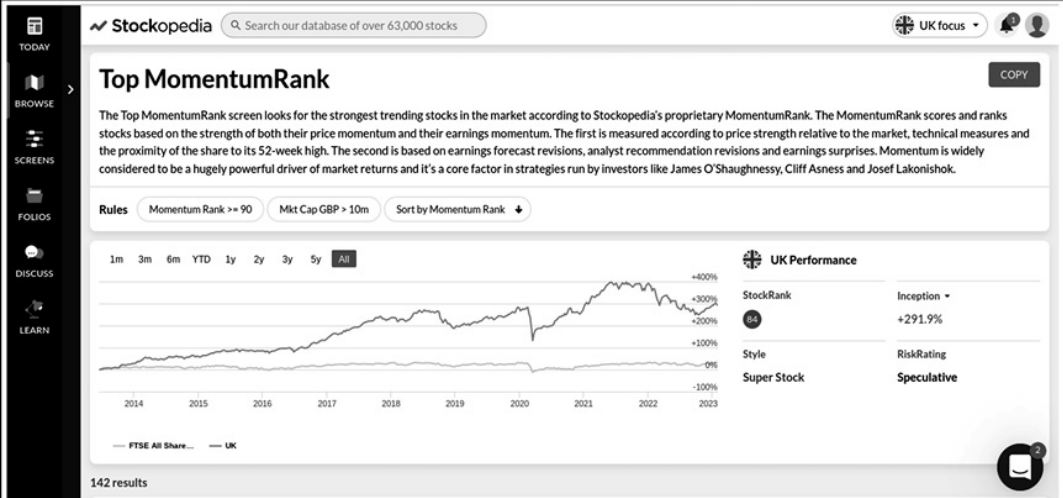 TODAY
BROWSE
SCREENS
FOLIOS
DISCUSS
LEARN
Stockopedia
Search our database of over 63,000 stocks
UK focus
1
Top MomentumRank
COPY
The Top MomentumRank screen looks for the strongest trending stocks in the market according to Stockopedia's proprietary MomentumRank. The MomentumRank scores and ranks
stocks based on the strength of both their price momentum and their earnings momentum. The first is measured according to price strength relative to the market, technical measures and
the proximity of the share to its 52-week high. The second is based on earnings forecast revisions, analyst recommendation revisions and earnings surprises. Momentum is widely
considered to be a hugely powerful driver of market returns and it's a core factor in strategies run by investors like James O'Shaughnessy, Cliff Asness and Josef Lakonishok.
Rules Momentum Rank >= 90 Mkt Cap GBP > 10m Sort by Momentum Rank
1m 3m 6m YTD 1y 2y 3y 5y All
+400%
+300%
+200%
+100%
0%
-100%
2014 2015 2016 2017 2018 2019 2020 2021 2022 2023
FTSE All Share... UK
UK Performance
StockRank Inception
84 +291.9%
Style RiskRating
Super Stock Speculative
2
142 results